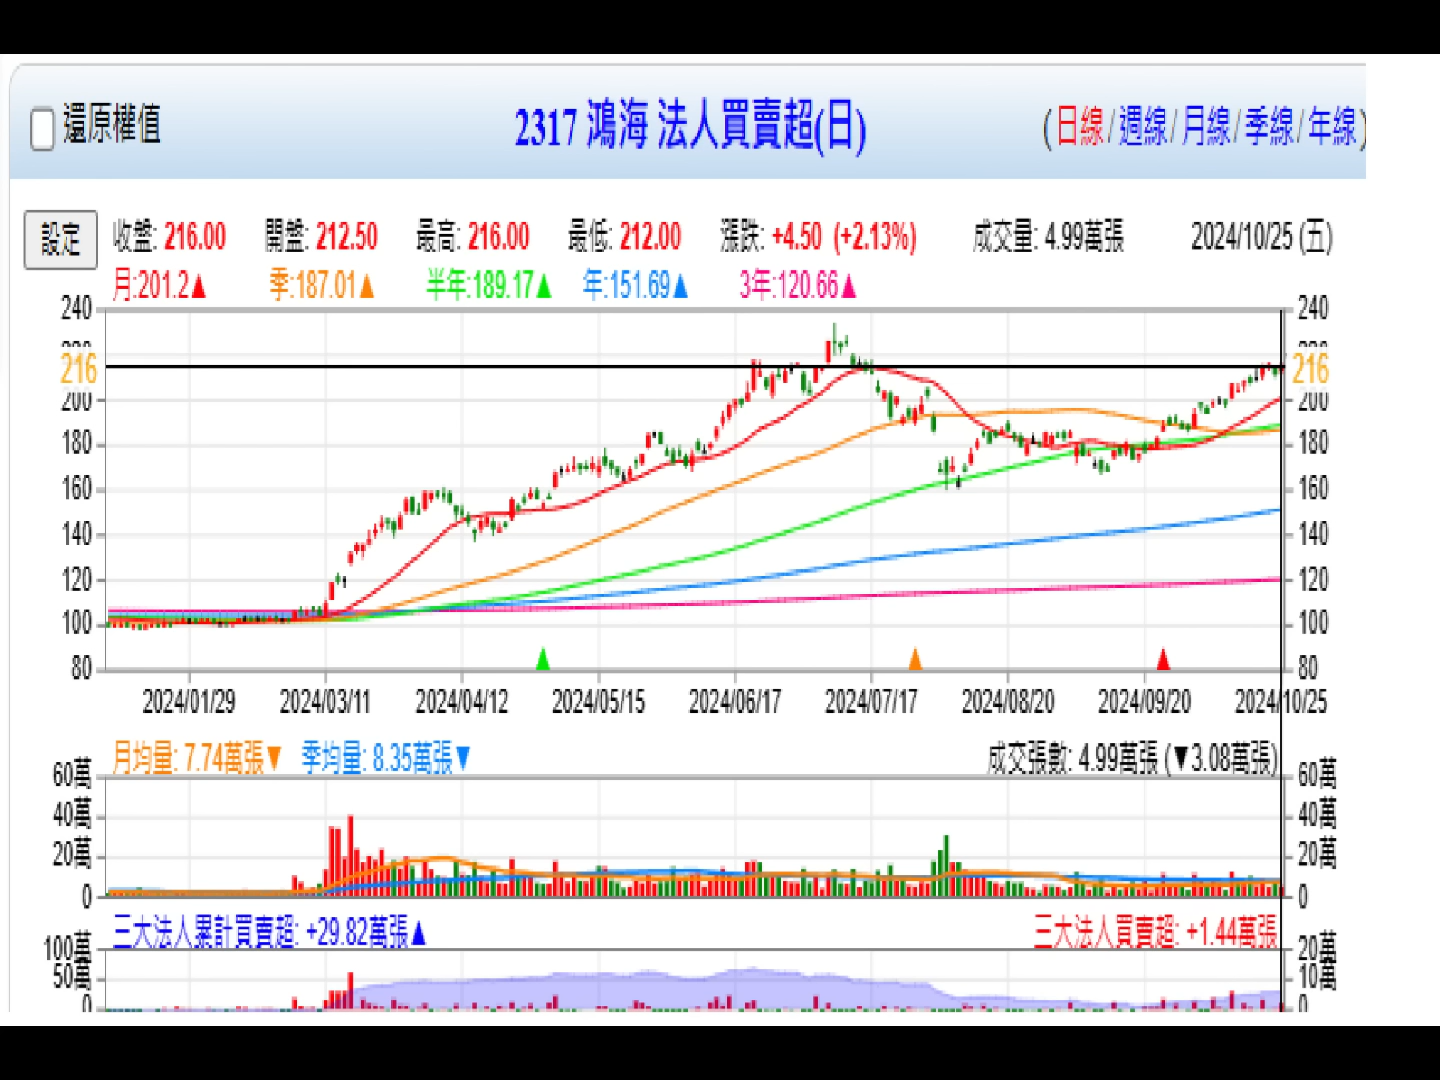 還原權值
2317 鴻海 法人買賣超(日)
(日線/週線/月線/季線/年線)
設定
收盤: 216.00 開盤: 212.50 最高: 216.00 最低: 212.00 漲跌: +4.50 (+2.13%) 成交量: 4.99萬張 2024/10/25 (五)
月:201.2▲ 季:187.01▲ 半年:189.17▲ 年:151.69▲ 3年:120.66▲
240 240
216 216
200 200
180 180
160 160
140 140
120 120
100 100
80 80
2024/01/29 2024/03/11 2024/04/12 2024/05/15 2024/06/17 2024/07/17 2024/08/20 2024/09/20 2024/10/25
月均量: 7.74萬張▼ 季均量: 8.35萬張▼ 成交張數: 4.99萬張 (▼3.08萬張)
60萬 60萬
40萬 40萬
20萬 20萬
0 0
三大法人累計買賣超: +29.82萬張▲ 三大法人買賣超: +1.44萬張
100萬 20萬
50萬 10萬
0 0